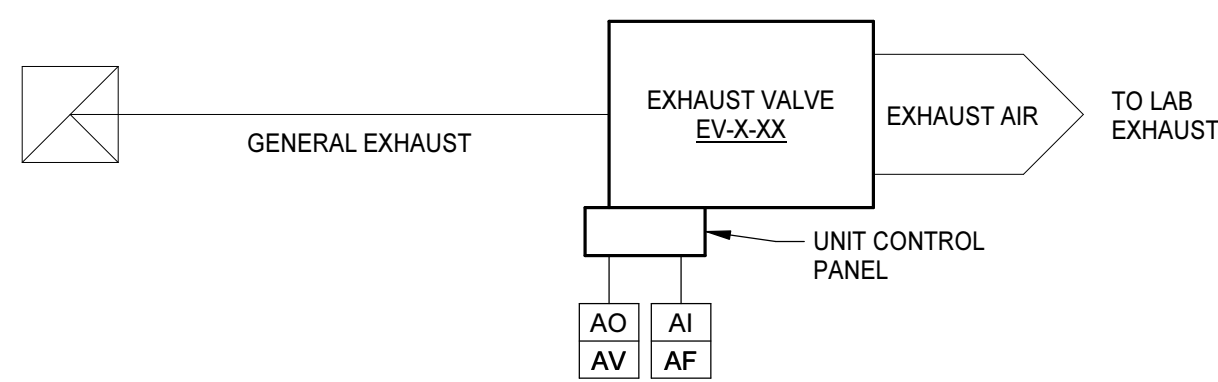 EXHAUST VALVE
EV-X-XX
EXHAUST AIR
TO LAB
EXHAUST
GENERAL EXHAUST
UNIT CONTROL
PANEL
AO
AV
AI
AF